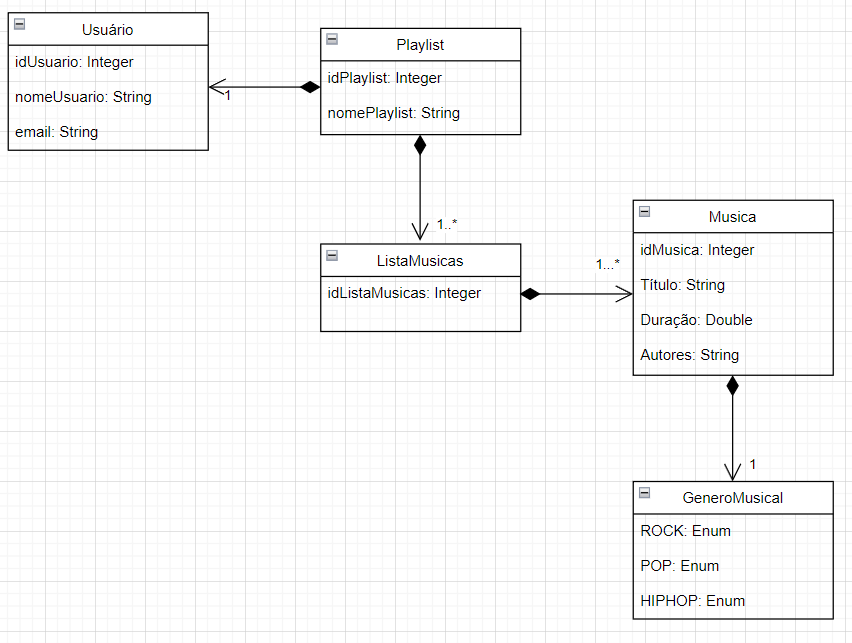 Usuário
idUsuario: Integer
nomeUsuario: String
email: String
1
Playlist
idPlaylist: Integer
nomePlaylist: String
1..*
ListaMusicas
idListaMusicas: Integer
1...*
Musica
idMusica: Integer
Título: String
Duração: Double
Autores: String
1
GeneroMusical
ROCK: Enum
POP: Enum
HIPHOP: Enum